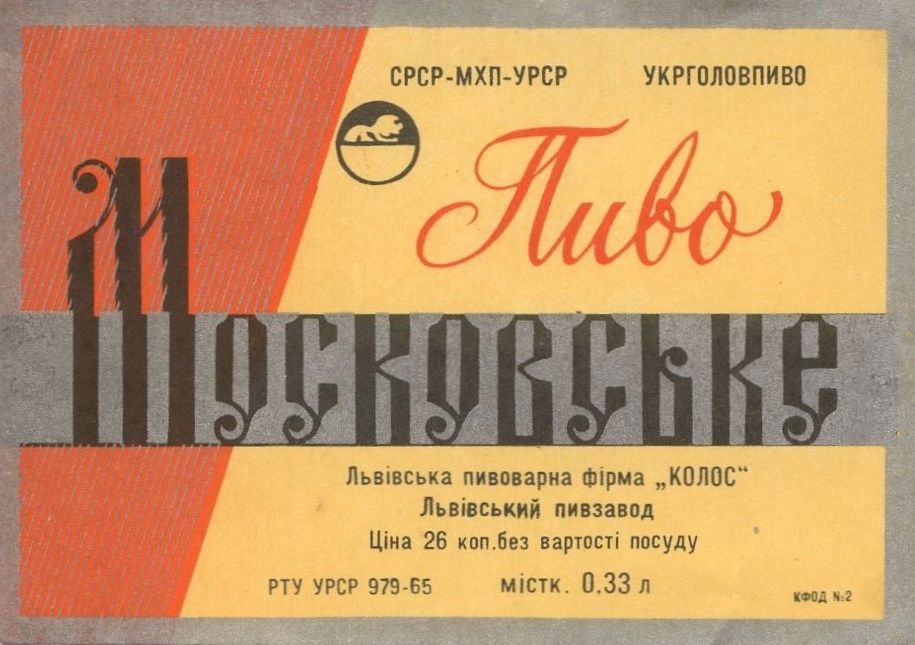 СРСР-МХП-УРСР УКРГОЛОВПИВО
Пиво
Московське
Львівська пивоварна фірма „КОЛОС“
Львівський пивзавод
Ціна 26 коп.без вартості посуду
РТУ УРСР 979-65 містк. 0,33 л
КФОД №2